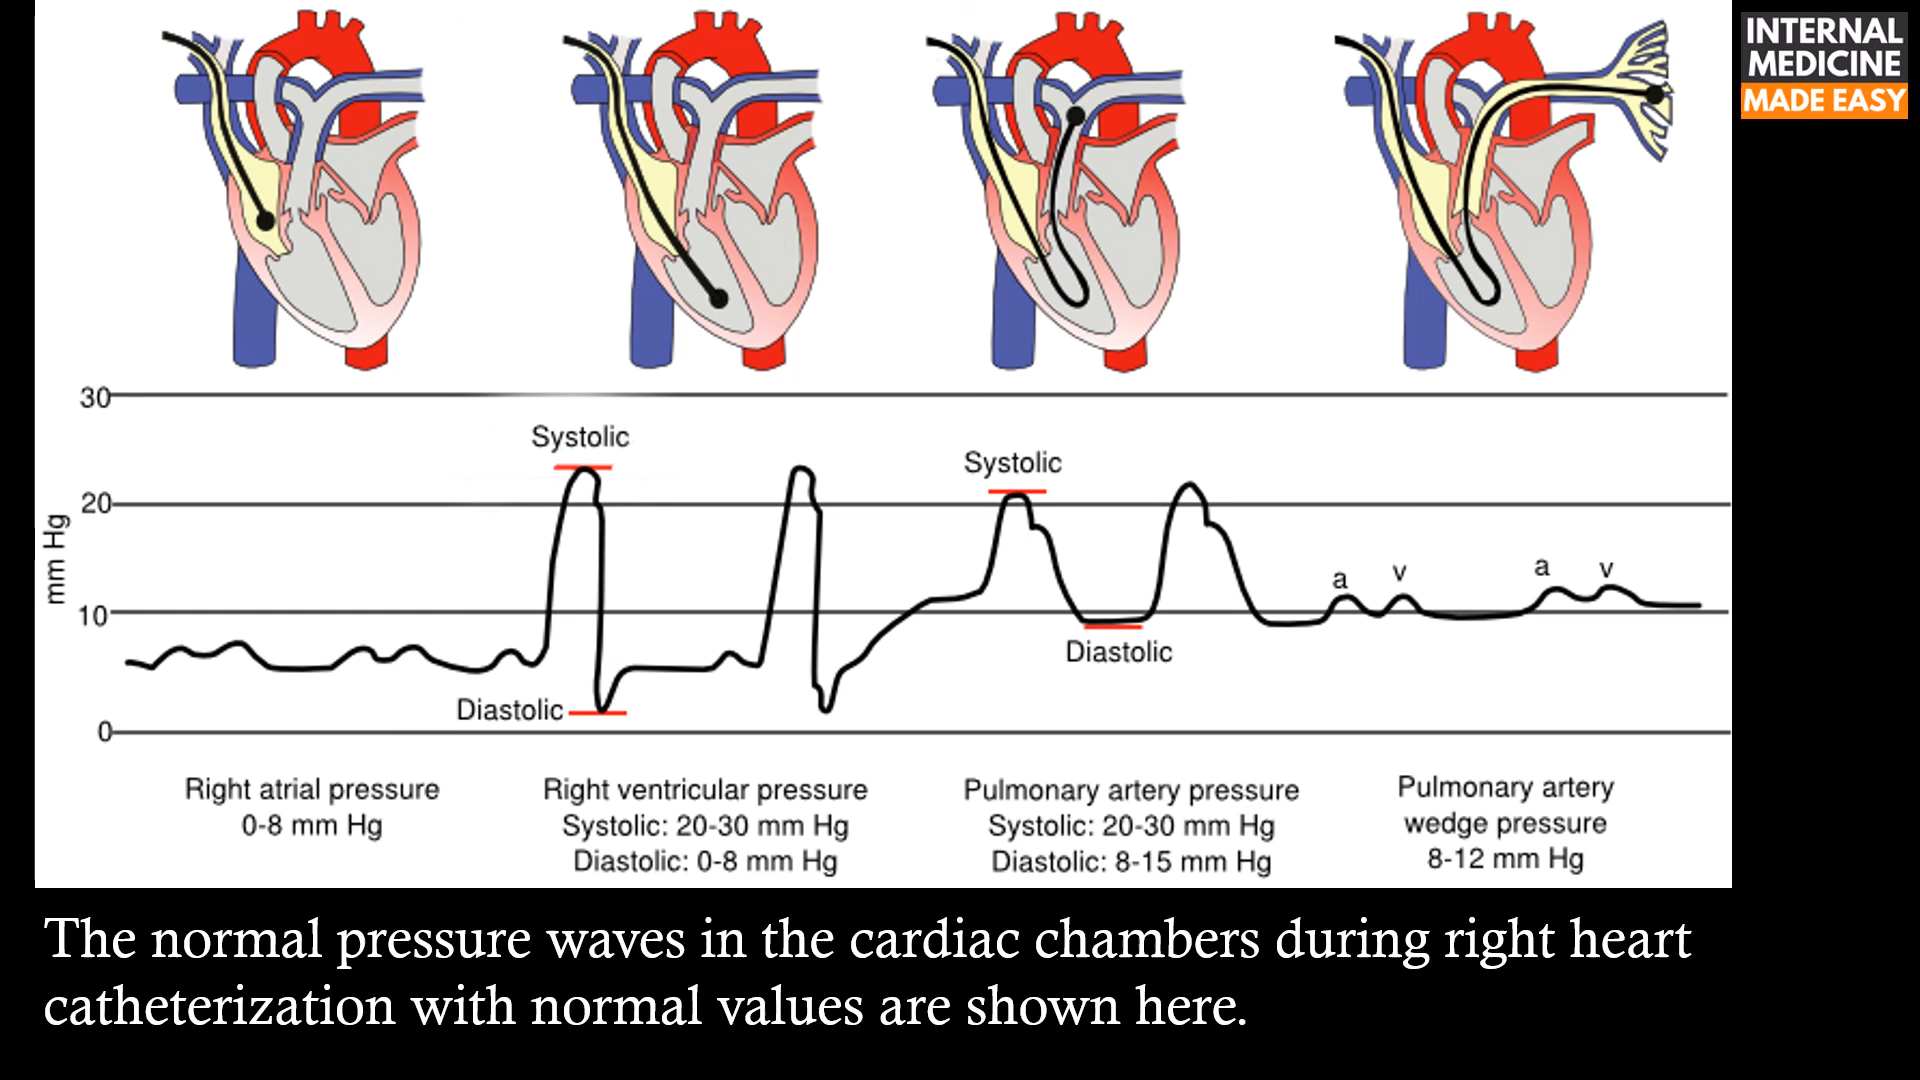 INTERNAL
MEDICINE
MADE EASY
30
Systolic
Systolic
20
mm Hg
a
v
a
v
10
Diastolic
Diastolic
0
Right atrial pressure
0-8 mm Hg
Right ventricular pressure
Systolic: 20-30 mm Hg
Diastolic: 0-8 mm Hg
Pulmonary artery pressure
Systolic: 20-30 mm Hg
Diastolic: 8-15 mm Hg
Pulmonary artery
wedge pressure
8-12 mm Hg
The normal pressure waves in the cardiac chambers during right heart
catheterization with normal values are shown here.